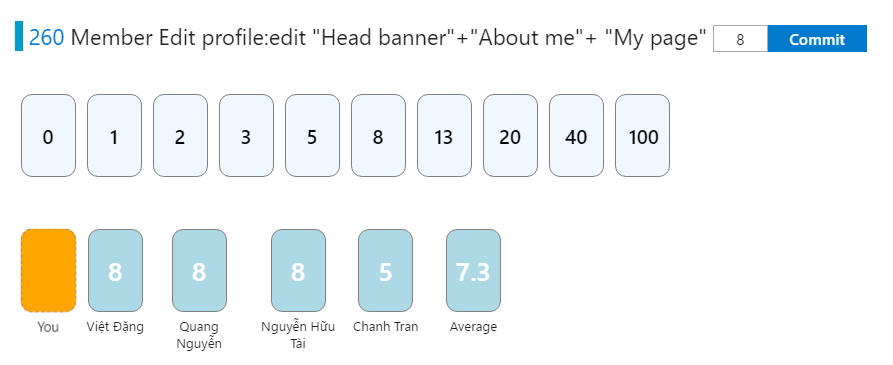 260 Member Edit profile:edit "Head banner"+"About me"+ "My page" 8 Commit
0 1 2 3 5 8 13 20 40 100
8 8 8 5 7.3
You Việt Đặng Quang Nguyễn Nguyễn Hữu Tài Chanh Tran Average